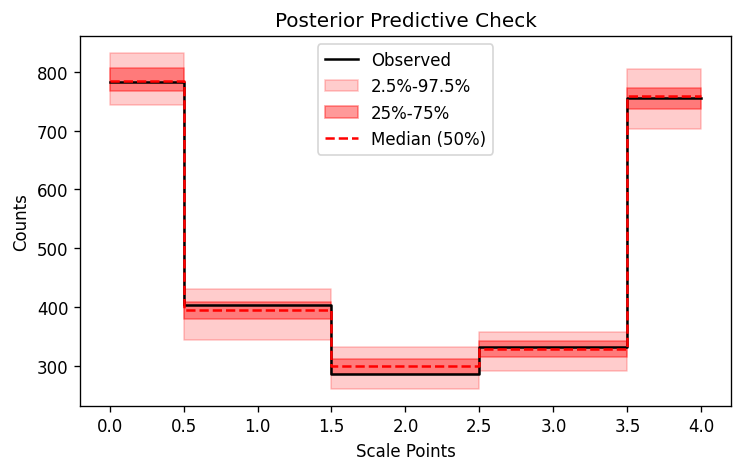 Posterior Predictive Check
Observed
2.5%-97.5%
25%-75%
Median (50%)
Counts
800
700
600
500
400
300
0.0 0.5 1.0 1.5 2.0 2.5 3.0 3.5 4.0
Scale Points